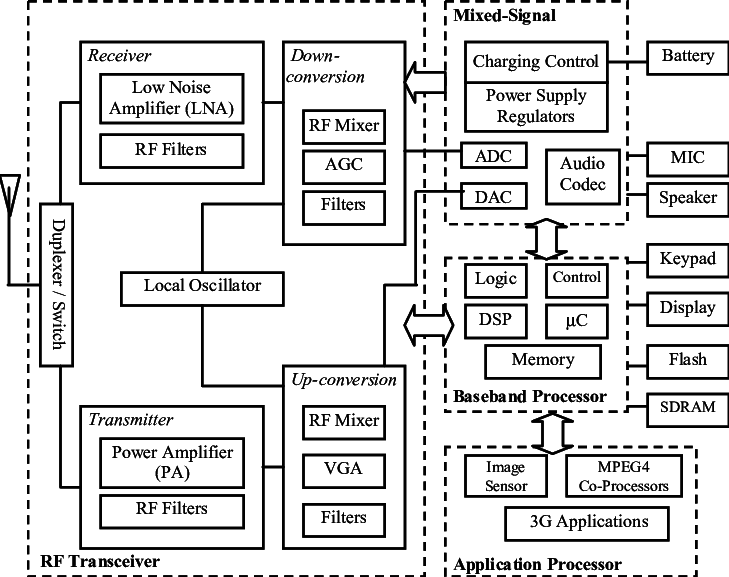 Receiver
Low Noise
Amplifier (LNA)
RF Filters
Down-
conversion
RF Mixer
AGC
Filters
Duplexer / Switch
Local Oscillator
Transmitter
Power Amplifier
(PA)
RF Filters
Up-conversion
RF Mixer
VGA
Filters
RF Transceiver
Mixed-Signal
Charging Control
Power Supply
Regulators
ADC
DAC
Audio
Codec
Logic
Control
DSP
μC
Memory
Baseband Processor
Image
Sensor
MPEG4
Co-Processors
3G Applications
Application Processor
Battery
MIC
Speaker
Keypad
Display
Flash
SDRAM